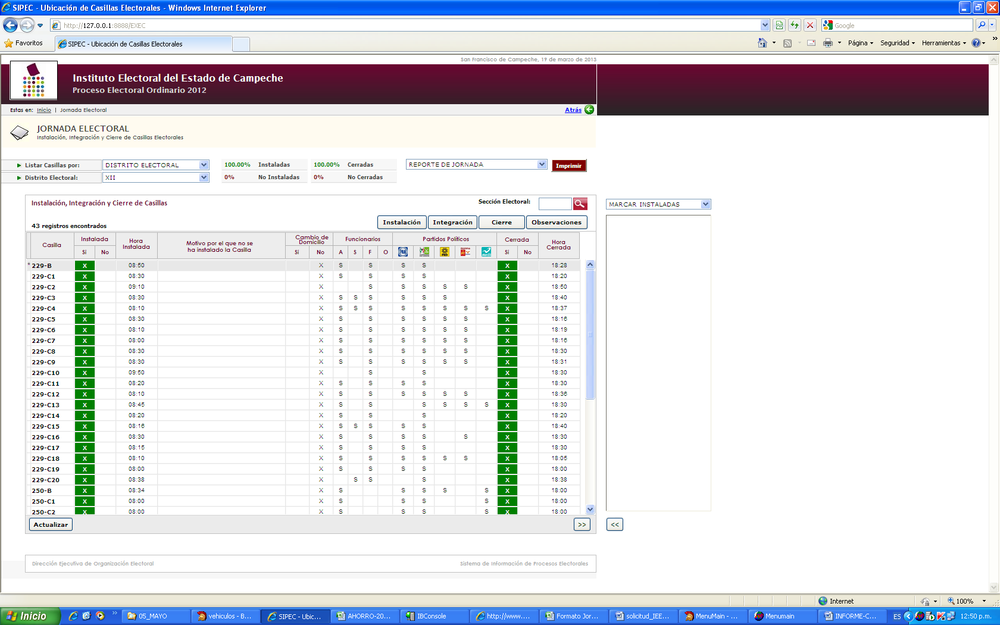 SIPEC - Ubicación de Casillas Electorales - Windows Internet Explorer
http://127.0.0.1:8888/EXEC
Google
Favoritos
SIPEC - Ubicación de Casillas Electorales
Página
Seguridad
Herramientas
San Francisco de Campeche, 19 de marzo de 2013
Instituto Electoral del Estado de Campeche
Proceso Electoral Ordinario 2012
Estas en: Inicio | Jornada Electoral
Atrás
JORNADA ELECTORAL
Instalación, Integración y Cierre de Casillas Electorales
Listar Casillas por: DISTRITO ELECTORAL 100.00% Instaladas 100.00% Cerradas REPORTE DE JORNADA Imprimir
Distrito Electoral: XII 0% No Instaladas 0% No Cerradas
Instalación, Integración y Cierre de Casillas
Sección Electoral:
MARCAR INSTALADAS
43 registros encontrados
Instalación Integración Cierre Observaciones
Casilla Instalada Hora Instalada Motivo por el que no se ha instalado la Casilla Cambio de Domicilio Funcionarios Partidos Políticos Cerrada Hora Cerrada
Si No Si No A S F O PAN PRD Si No
* 229-B X 08:50 X S S S S X 18:28
229-C1 X 08:30 X S S S S X 18:20
229-C2 X 09:10 X S S S S S X 18:50
229-C3 X 08:30 X S S S S S S X 18:40
229-C4 X 08:10 X S S S S S S S S X 18:37
229-C5 X 08:30 X S S S S S S X 18:16
229-C6 X 08:10 X S S S S S S X 18:19
229-C7 X 08:00 X S S S S S S X 18:16
229-C8 X 08:30 X S S S S S S X 18:30
229-C9 X 08:30 X S S S S S S X 18:31
229-C10 X 09:50 X S S X 18:30
229-C11 X 08:20 X S S S S X 18:30
229-C12 X 08:10 X S S S S S S X 18:36
229-C13 X 08:45 X S S S S S S X 18:30
229-C14 X 08:20 X S S S X 18:20
229-C15 X 08:16 X S S S S S X 18:40
229-C16 X 08:30 X S S S S S X 18:30
229-C17 X 08:15 X S S S S X 18:30
229-C18 X 08:10 X S S S S S S X 18:05
229-C19 X 08:00 X S S S S X 18:00
229-C20 X 08:38 X S S S X 18:38
250-B X 08:34 X S S S S S X 18:00
250-C1 X 08:00 X S S S S X 18:00
250-C2 X 08:00 X S S S S X 18:00
Actualizar >> <<
Dirección Ejecutiva de Organización Electoral
Sistema de Información de Procesos Electorales
Internet
100%
Inicio
05_MAYO
vehiculos - B...
SIPEC - Ubic...
AHORRO-20...
IBConsole
http://www....
Formato Jor...
solicitud_IEE...
MenuMain - ...
Menumain
INFORME-C...
ES
12:50 p.m.